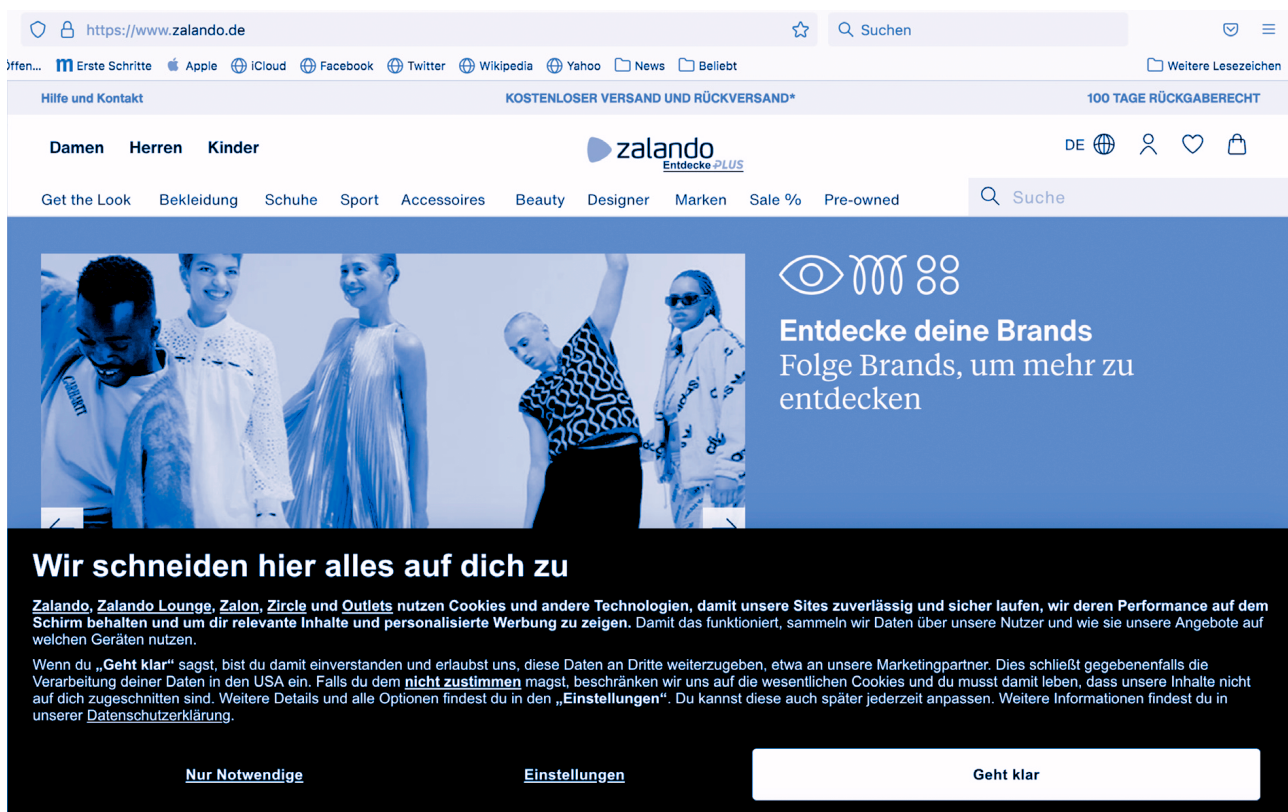 https://www.zalando.de
Suchen
Öffen... Erste Schritte Apple iCloud Facebook Twitter Wikipedia Yahoo News Beliebt Weitere Lesezeichen
Hilfe und Kontakt KOSTENLOSER VERSAND UND RÜCKVERSAND* 100 TAGE RÜCKGABERECHT
Damen Herren Kinder zalando DE
Entdecke PLUS
Get the Look Bekleidung Schuhe Sport Accessoires Beauty Designer Marken Sale % Pre-owned Suche
CARHARTT
Entdecke deine Brands
Folge Brands, um mehr zu
entdecken
Wir schneiden hier alles auf dich zu
Zalando, Zalando Lounge, Zalon, Zircle und Outlets nutzen Cookies und andere Technologien, damit unsere Sites zuverlässig und sicher laufen, wir deren Performance auf dem
Schirm behalten und um dir relevante Inhalte und personalisierte Werbung zu zeigen. Damit das funktioniert, sammeln wir Daten über unsere Nutzer und wie sie unsere Angebote auf
welchen Geräten nutzen.
Wenn du „Geht klar“ sagst, bist du damit einverstanden und erlaubst uns, diese Daten an Dritte weiterzugeben, etwa an unsere Marketingpartner. Dies schließt gegebenenfalls die
Verarbeitung deiner Daten in den USA ein. Falls du dem nicht zustimmen magst, beschränken wir uns auf die wesentlichen Cookies und du musst damit leben, dass unsere Inhalte nicht
auf dich zugeschnitten sind. Weitere Details und alle Optionen findest du in den „Einstellungen“. Du kannst diese auch später jederzeit anpassen. Weitere Informationen findest du in
unserer Datenschutzerklärung.
Nur Notwendige Einstellungen Geht klar